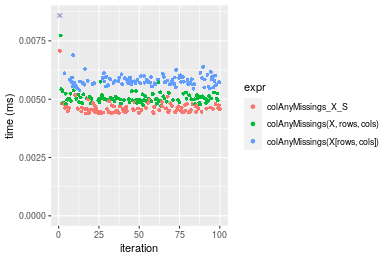 0.0075
0.0050
0.0025
0.0000
time (ms)
0 25 50 75 100
iteration
expr
colAnyMissings_X_S
colAnyMissings(X, rows, cols)
colAnyMissings(X[rows, cols])